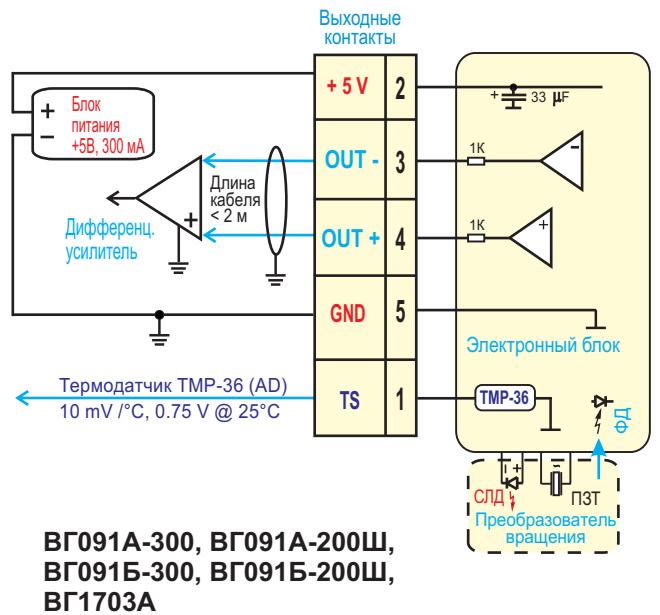 Выходные
контакты
+ 5 V
2
+
33 µF
+
−
Блок
питания
+5В, 300 мА
OUT -
3
1К
-
Длина
кабеля
< 2 м
+
Дифференц.
усилитель
OUT +
4
1К
+
GND
5
Электронный блок
Термодатчик TMP-36 (AD)
10 mV /°C, 0.75 V @ 25°C
TS
1
TMP-36
ФД
- +
~
СЛД
ПЗТ
Преобразователь
вращения
ВГ091А-300, ВГ091А-200Ш,
ВГ091Б-300, ВГ091Б-200Ш,
ВГ1703А